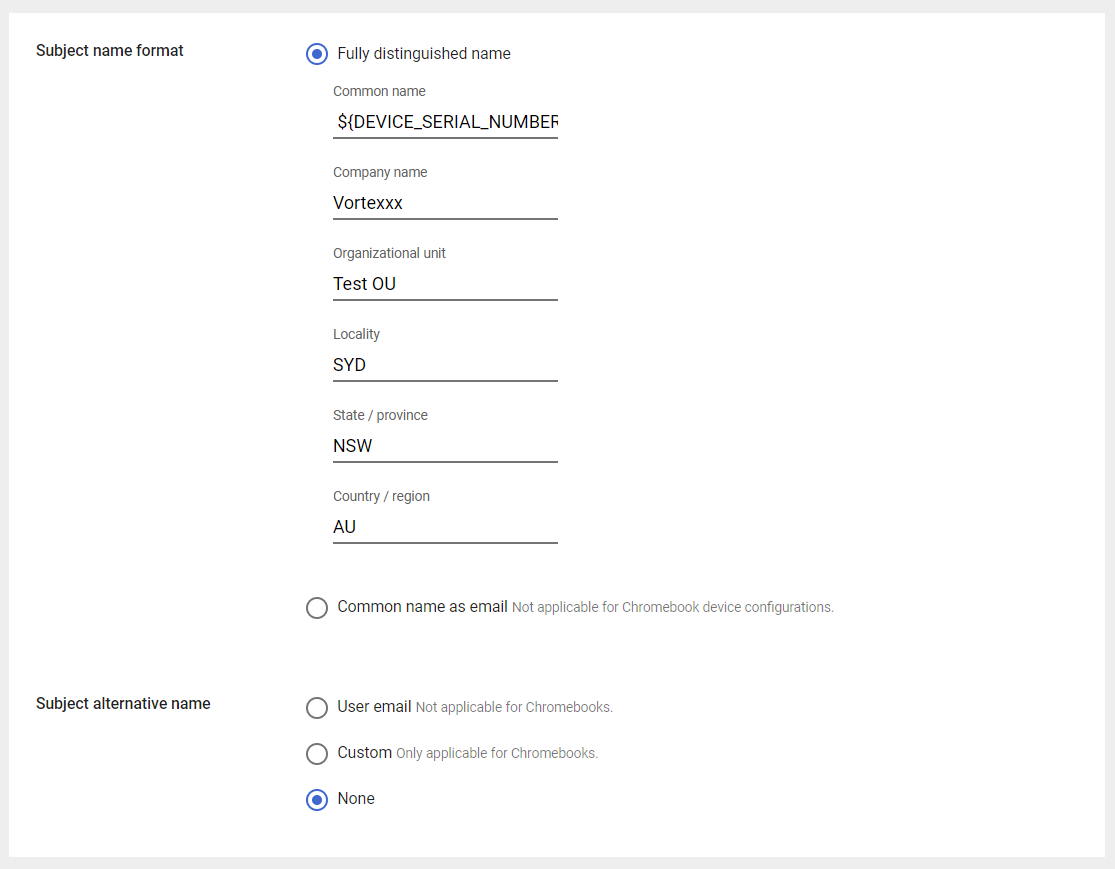 Subject name format
Fully distinguished name
Common name
${DEVICE_SERIAL_NUMBER
Company name
Vortexxx
Organizational unit
Test OU
Locality
SYD
State / province
NSW
Country / region
AU
Common name as email Not applicable for Chromebook device configurations.
Subject alternative name
User email Not applicable for Chromebooks.
Custom Only applicable for Chromebooks.
None